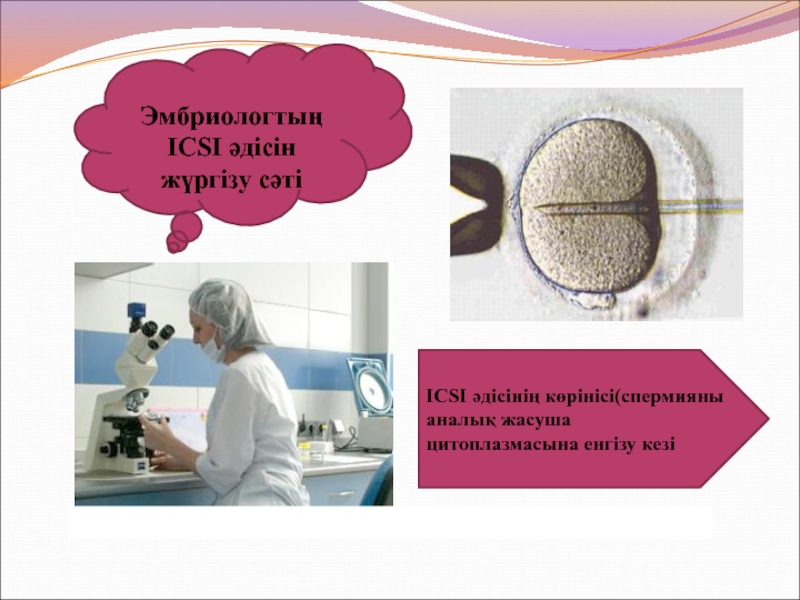 Эмбриологтың
ICSI әдісін
жүргізу сәті
ICSI әдісінің көрінісі(спермияны
аналық жасуша
цитоплазмасына енгізу кезі